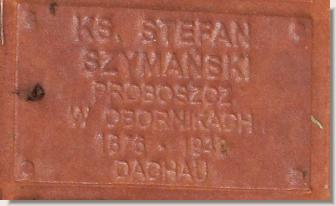 KS. STEFAN
SZYMAŃSKI
PROBOSZCZ
W OBORNIKACH
DACHAU